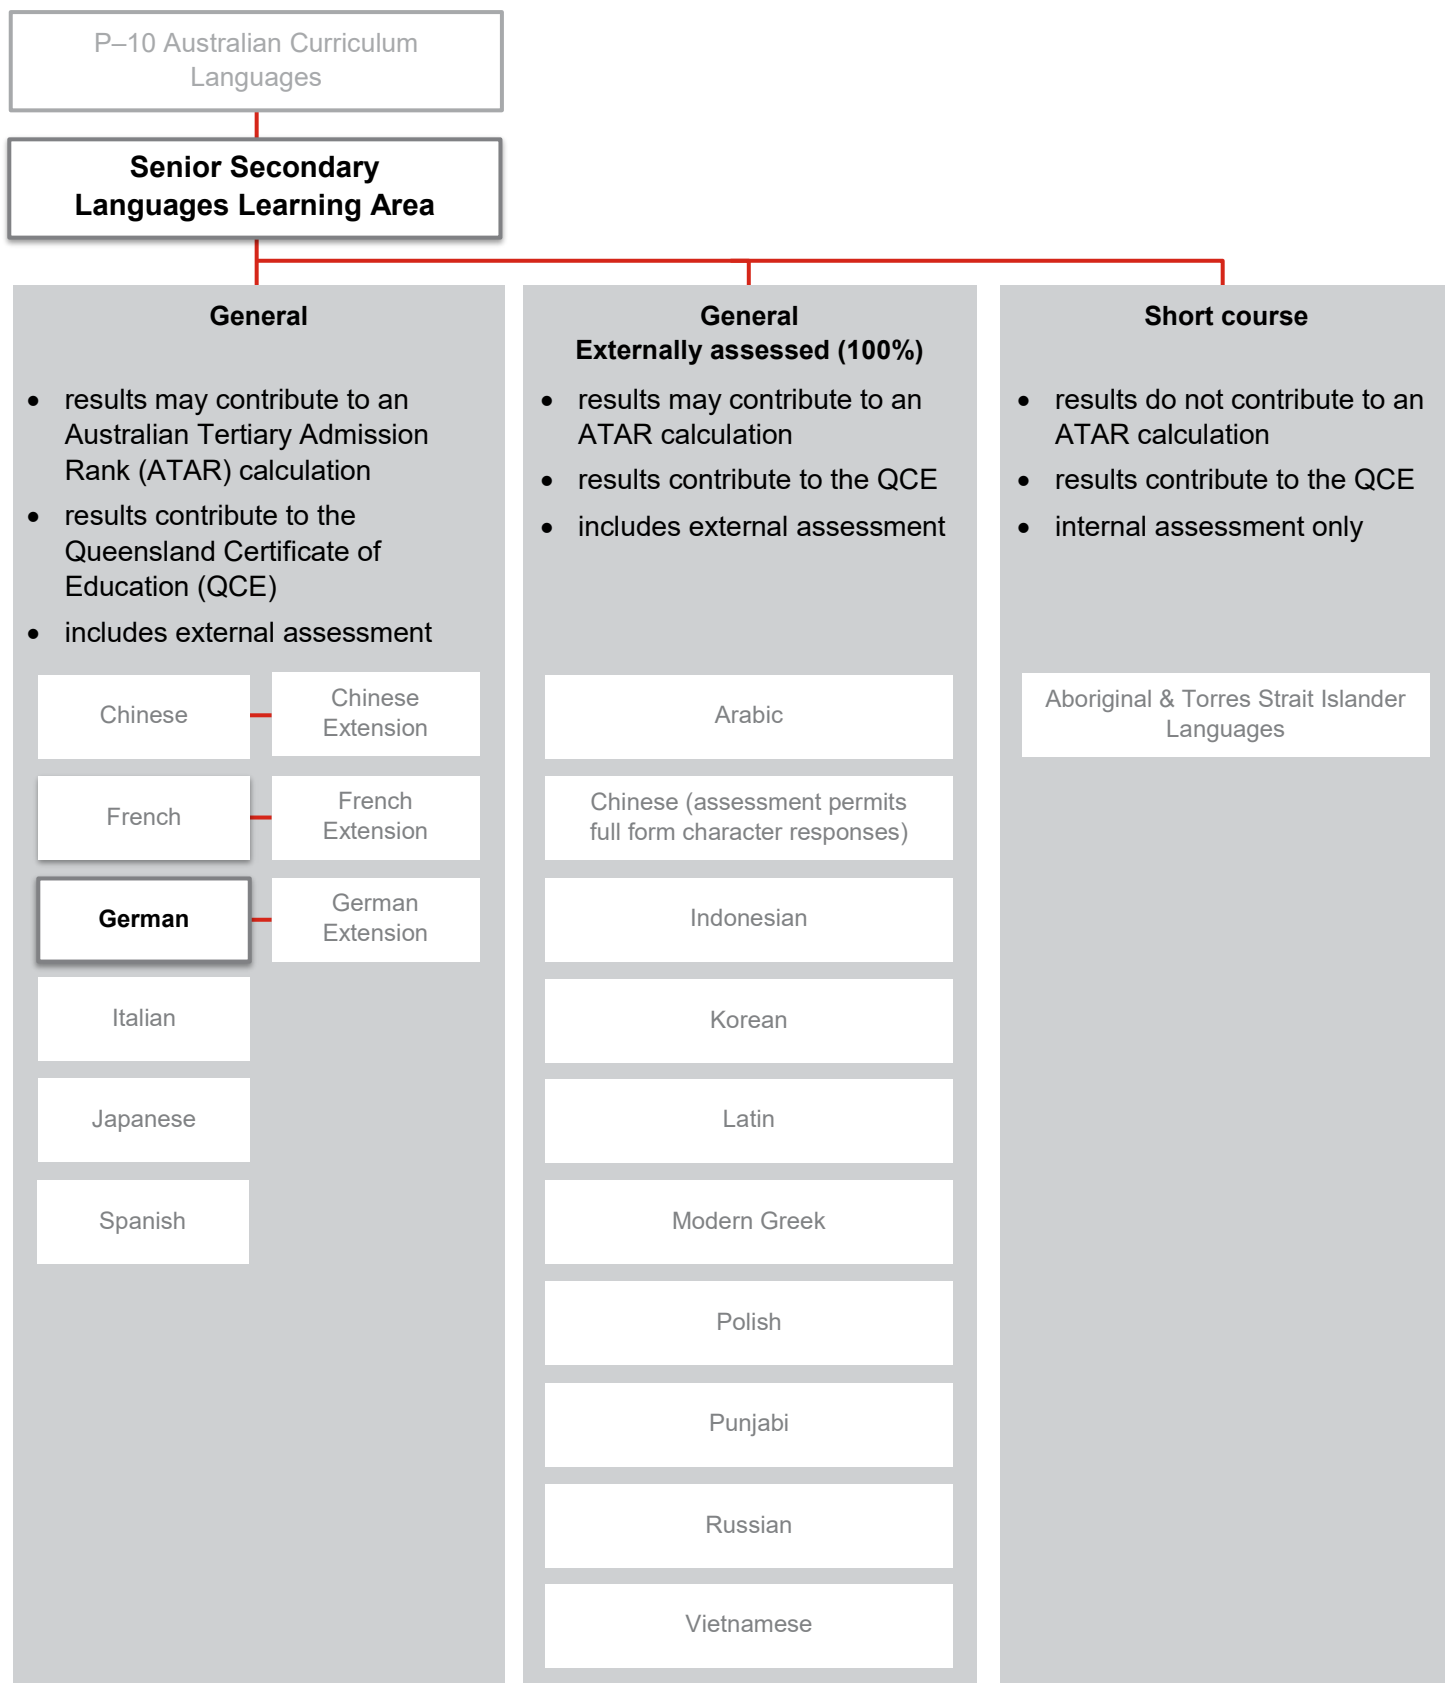 P–10 Australian Curriculum
Languages
Senior Secondary
Languages Learning Area
General
• results may contribute to an
Australian Tertiary Admission
Rank (ATAR) calculation
• results contribute to the
Queensland Certificate of
Education (QCE)
• includes external assessment
Chinese
Chinese
Extension
French
French
Extension
German
German
Extension
Italian
Japanese
Spanish
General
Externally assessed (100%)
• results may contribute to an
ATAR calculation
• results contribute to the QCE
• includes external assessment
Arabic
Chinese (assessment permits
full form character responses)
Indonesian
Korean
Latin
Modern Greek
Polish
Punjabi
Russian
Vietnamese
Short course
• results do not contribute to an
ATAR calculation
• results contribute to the QCE
• internal assessment only
Aboriginal & Torres Strait Islander
Languages